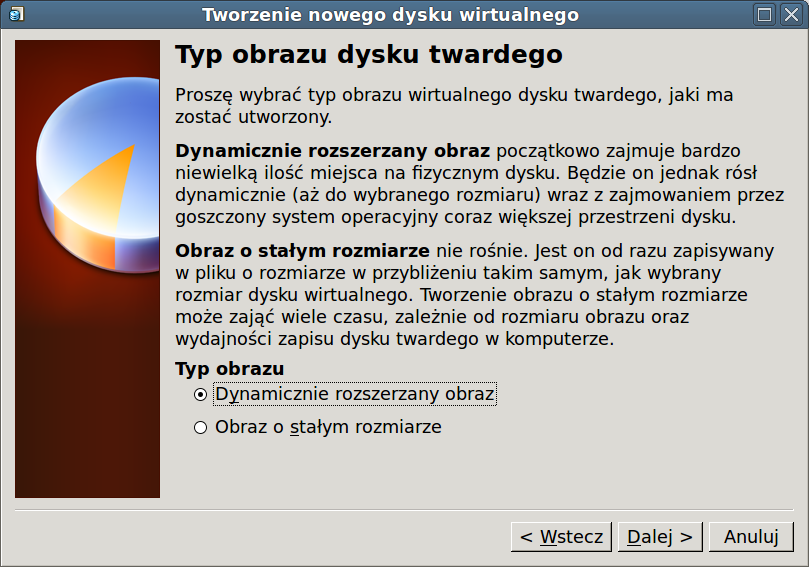 Tworzenie nowego dysku wirtualnego
Typ obrazu dysku twardego
Proszę wybrać typ obrazu wirtualnego dysku twardego, jaki ma
zostać utworzony.
Dynamicznie rozszerzany obraz początkowo zajmuje bardzo
niewielką ilość miejsca na fizycznym dysku. Będzie on jednak rósł
dynamicznie (aż do wybranego rozmiaru) wraz z zajmowaniem przez
goszczony system operacyjny coraz większej przestrzeni dysku.
Obraz o stałym rozmiarze nie rośnie. Jest on od razu zapisywany
w pliku o rozmiarze w przybliżeniu takim samym, jak wybrany
rozmiar dysku wirtualnego. Tworzenie obrazu o stałym rozmiarze
może zająć wiele czasu, zależnie od rozmiaru obrazu oraz
wydajności zapisu dysku twardego w komputerze.
Typ obrazu
Dynamicznie rozszerzany obraz
Obraz o stałym rozmiarze
< Wstecz Dalej > Anuluj